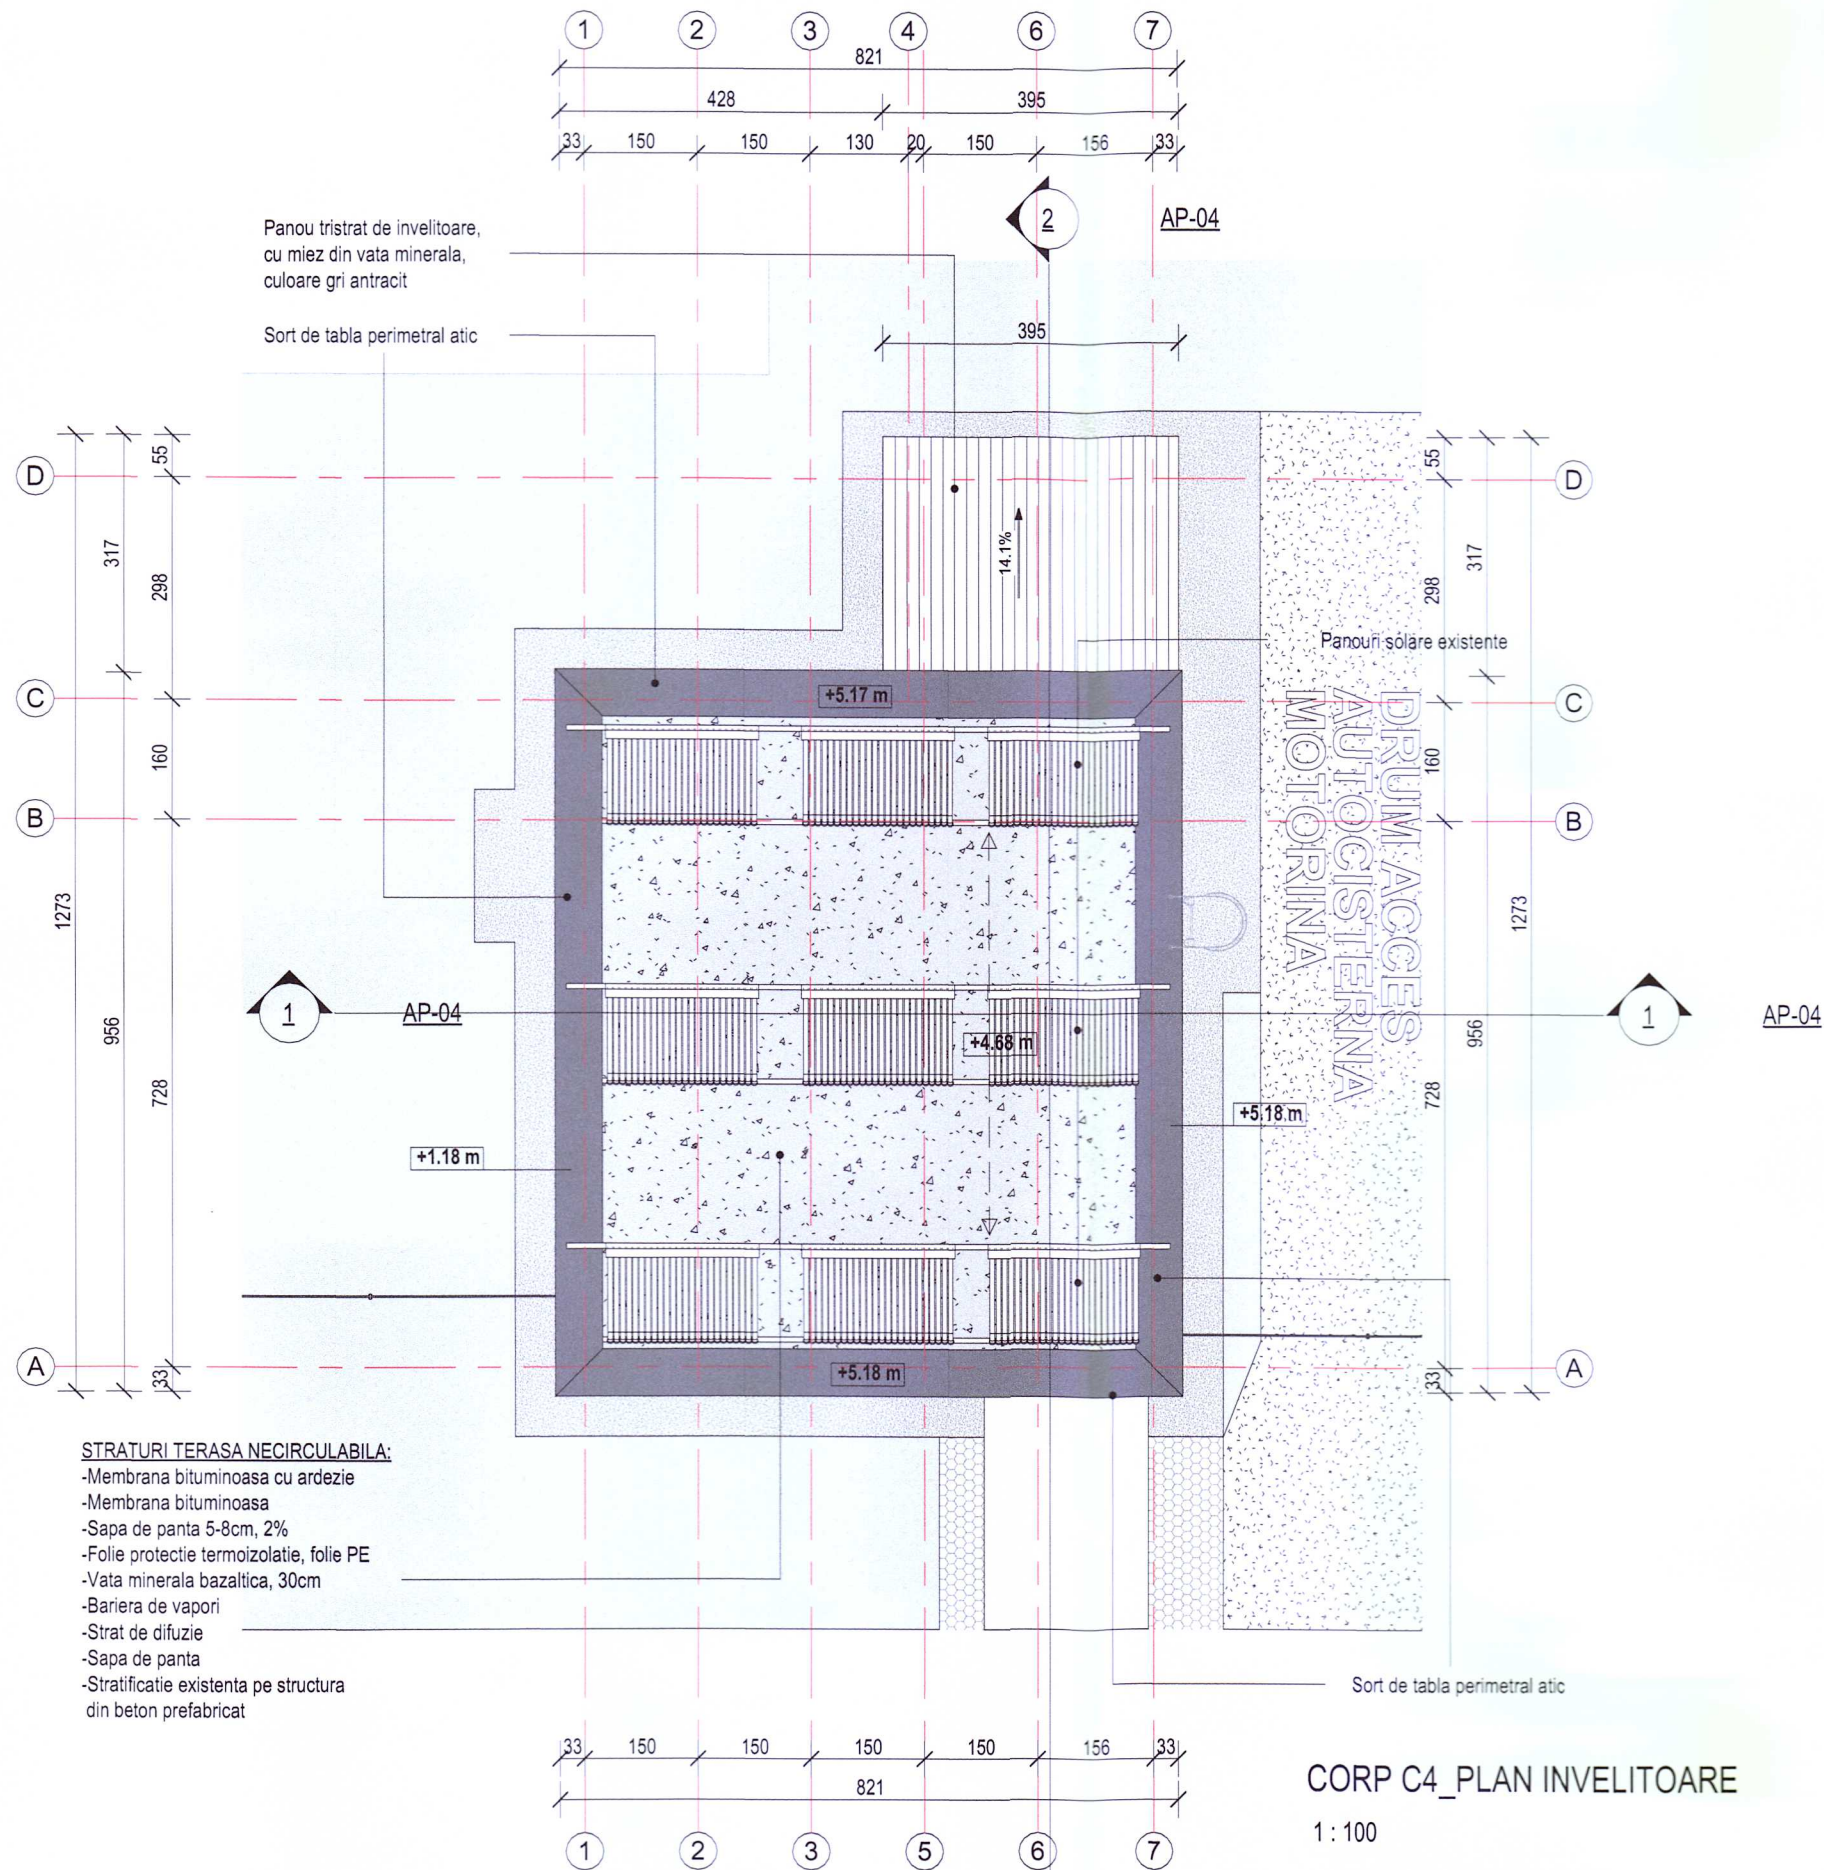 1 2 3 4 6 7
821
428 395
33 150 150 130 20 150 156 33
2 AP-04
Panou tristrat de invelitoare,
cu miez din vata minerala,
culoare gri antracit
Sort de tabla perimetral atic
395
55 55
D D
317 298 14.1% 298 317
Panouri solare existente
C +5.17 m C
160 160
B B
DRUM ACCES
AUTOCISTERNA
MOTORINA
1273 1273
1 AP-04 1 AP-04
956 +4.68 m 956
728 728
+5.18 m
+1.18 m
A A
33 +5.18 m 33
STRATURI TERASA NECIRCULABILA:
-Membrana bituminoasa cu ardezie
-Membrana bituminoasa
-Sapa de panta 5-8cm, 2%
-Folie protectie termoizolatie, folie PE
-Vata minerala bazaltica, 30cm
-Bariera de vapori
-Strat de difuzie
-Sapa de panta
-Stratificatie existenta pe structura
din beton prefabricat
Sort de tabla perimetral atic
33 150 150 150 150 156 33
821
CORP C4_PLAN INVELITOARE
1 : 100
1 2 3 5 6 7